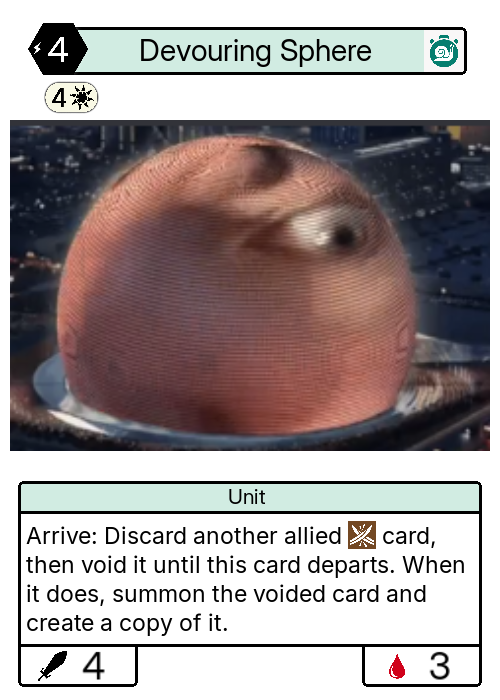 4
Devouring Sphere
4
Unit
Arrive: Discard another allied card,
then void it until this card departs. When
it does, summon the voided card and
create a copy of it.
4
3